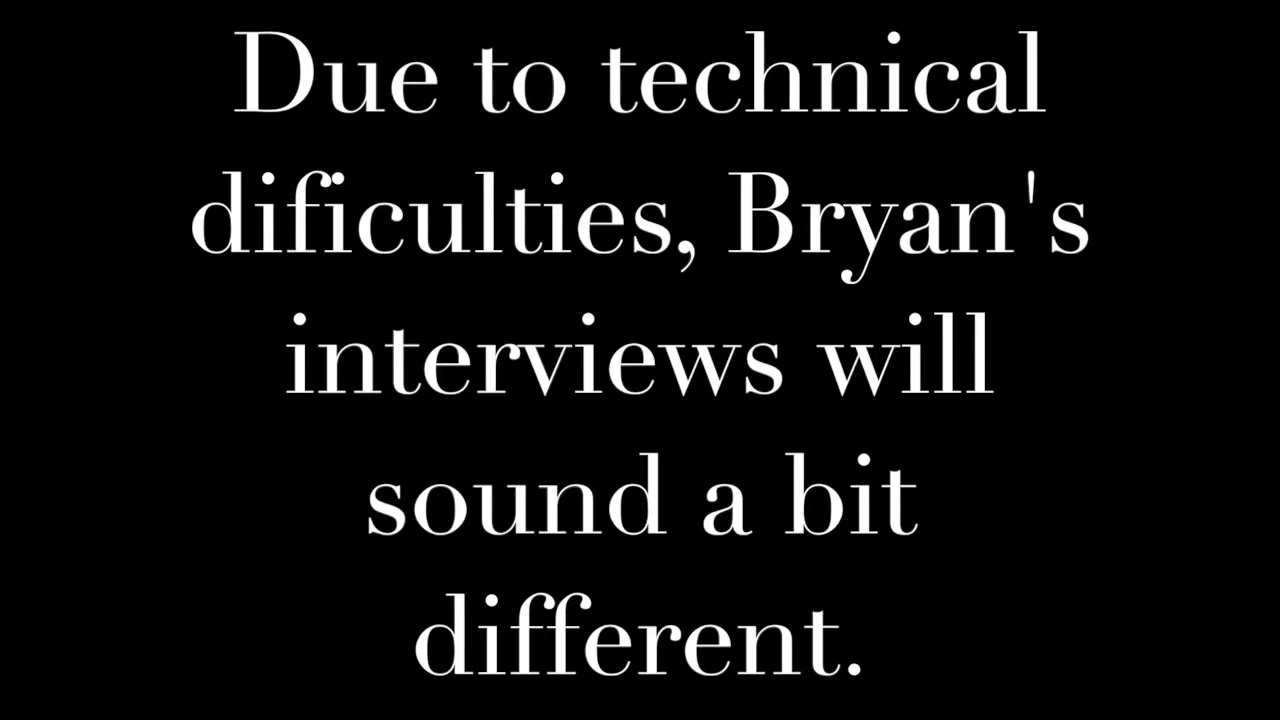 Due to technical
dificulties, Bryan's
interviews will
sound a bit
different.